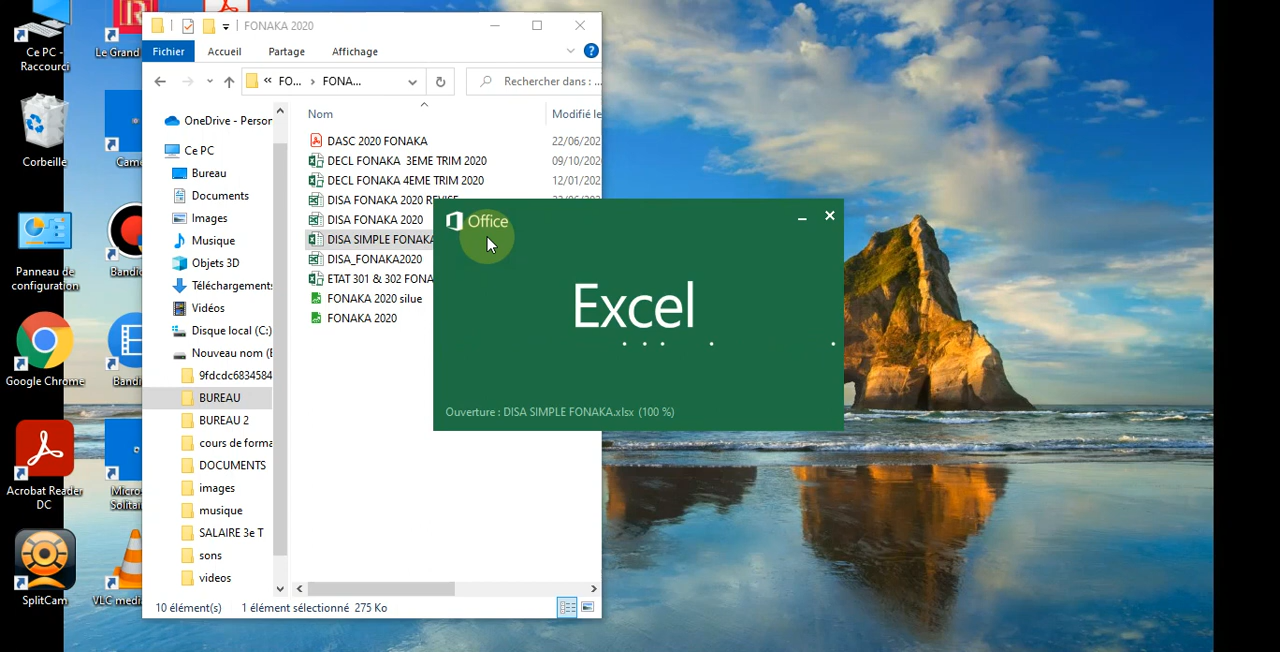 Ce PC -
Raccourci
Le Grand
Corbeille
Came
Panneau de
configuration
Bandic
Google Chrome
Bandi
Acrobat Reader
DC
Micros
Solitair
SplitCam
VLC media
FONAKA 2020
Fichier
Accueil
Partage
Affichage
« FO... › FONA...
Rechercher dans : ...
Nom
Modifié le
OneDrive - Person
Ce PC
Bureau
Documents
Images
Musique
Objets 3D
Téléchargements
Vidéos
Disque local (C:)
Nouveau nom (E
9fdcdc6834584
BUREAU
BUREAU 2
cours de forma
DOCUMENTS
images
musique
SALAIRE 3e T
sons
videos
DASC 2020 FONAKA 22/06/202
DECL FONAKA  3EME TRIM 2020 09/10/202
DECL FONAKA 4EME TRIM 2020 12/01/202
DISA FONAKA 2020 REVISE
DISA FONAKA 2020
DISA SIMPLE FONAKA
DISA_FONAKA2020
ETAT 301 & 302 FONA
FONAKA 2020 silue
FONAKA 2020
10 élément(s)
1 élément sélectionné  275 Ko
Office
Excel
Ouverture : DISA SIMPLE FONAKA.xlsx (100 %)